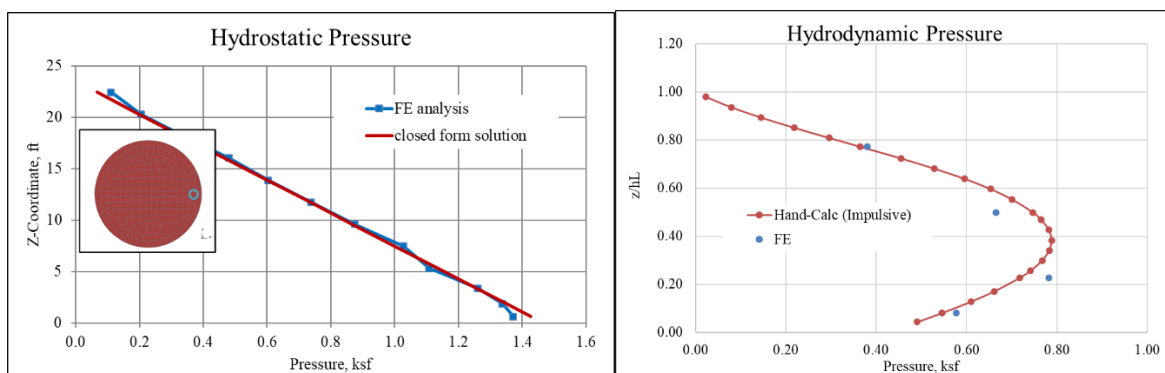 Hydrostatic Pressure
25
20
15
10
5
0
Z-Coordinate, ft
FE analysis
closed form solution
0.0 0.2 0.4 0.6 0.8 1.0 1.2 1.4 1.6
Pressure, ksf
Hydrodynamic Pressure
1.20
1.00
0.80
0.60
0.40
0.20
0.00
z/hL
Hand-Calc (Impulsive)
FE
0.00 0.20 0.40 0.60 0.80 1.00
Pressure, ksf